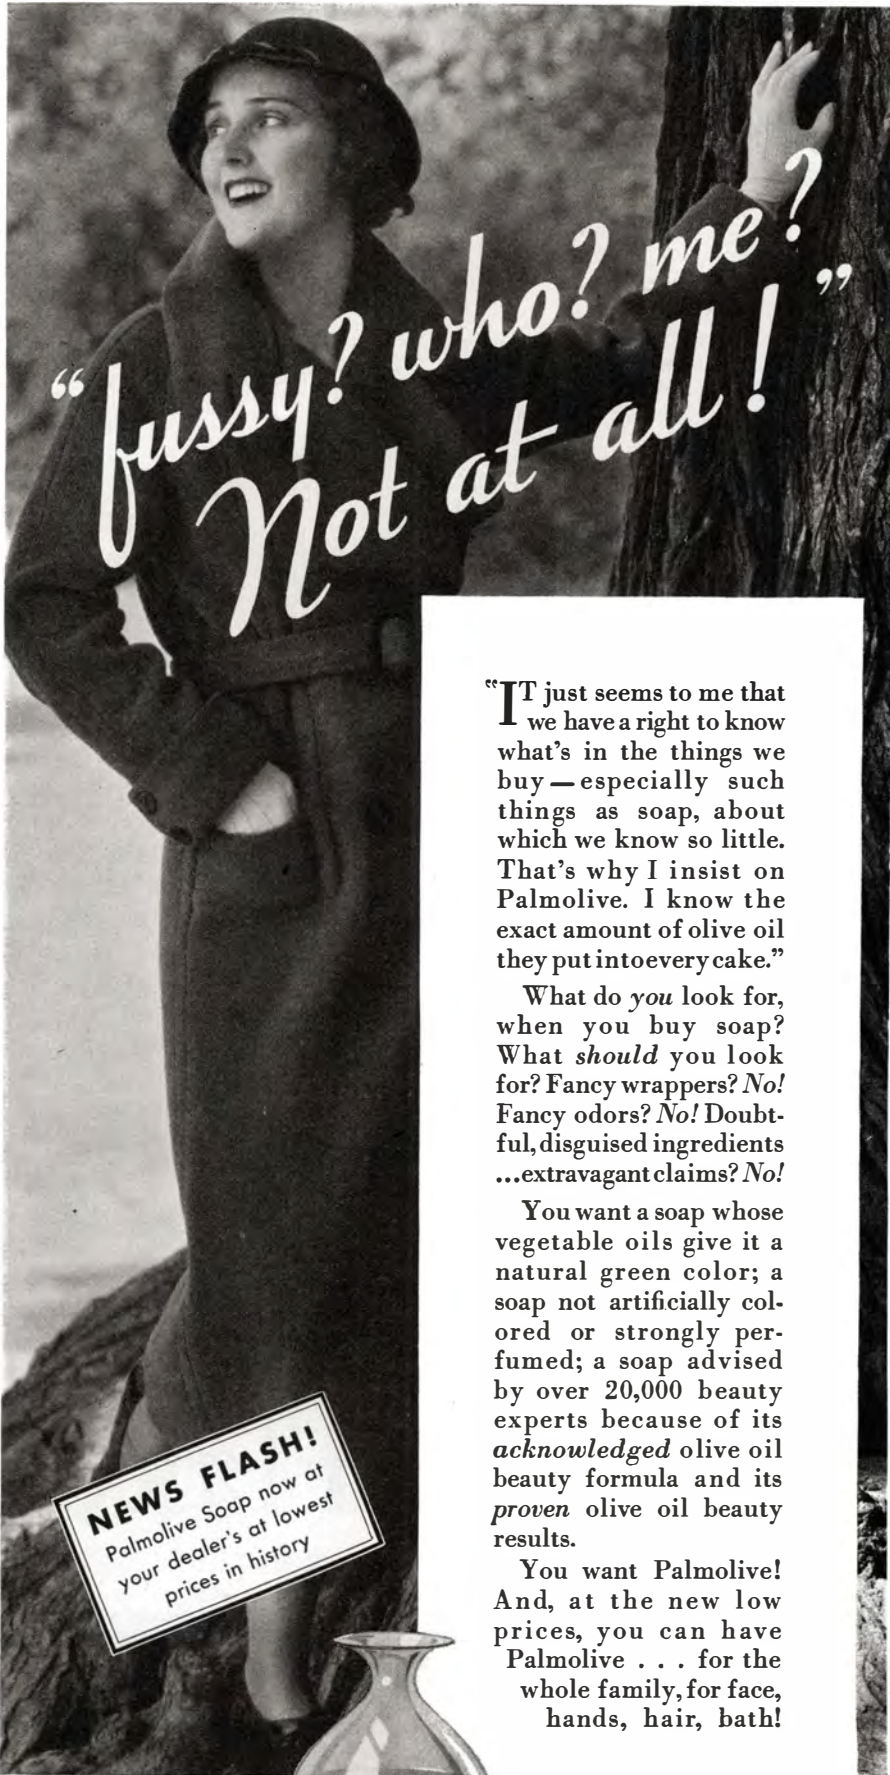 “fussy? who? me?
Not at all!”
“IT just seems to me that
we have a right to know
what's in the things we
buy — especially such
things as soap, about
which we know so little.
That's why I insist on
Palmolive. I know the
exact amount of olive oil
they put into every cake.”
What do you look for,
when you buy soap?
What should you look
for? Fancy wrappers? No!
Fancy odors? No! Doubt-
ful, disguised ingredients
...extravagant claims? No!
You want a soap whose
vegetable oils give it a
natural green color; a
soap not artificially col-
ored or strongly per-
fumed; a soap advised
by over 20,000 beauty
experts because of its
acknowledged olive oil
beauty formula and its
proven olive oil beauty
results.
You want Palmolive!
And, at the new low
prices, you can have
Palmolive . . . for the
whole family, for face,
hands, hair, bath!
NEWS FLASH!
Palmolive Soap now at
your dealer's at lowest
prices in history